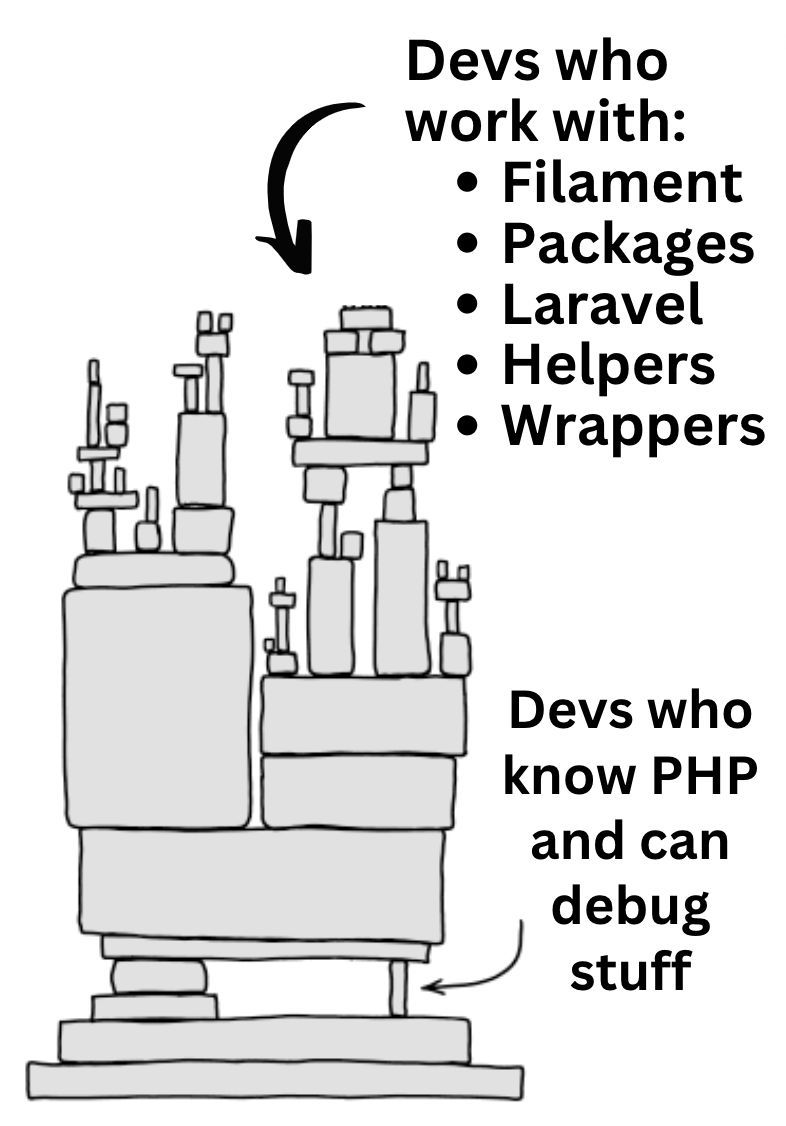 Devs who
work with:
• Filament
• Packages
• Laravel
• Helpers
• Wrappers
Devs who
know PHP
and can
debug
stuff